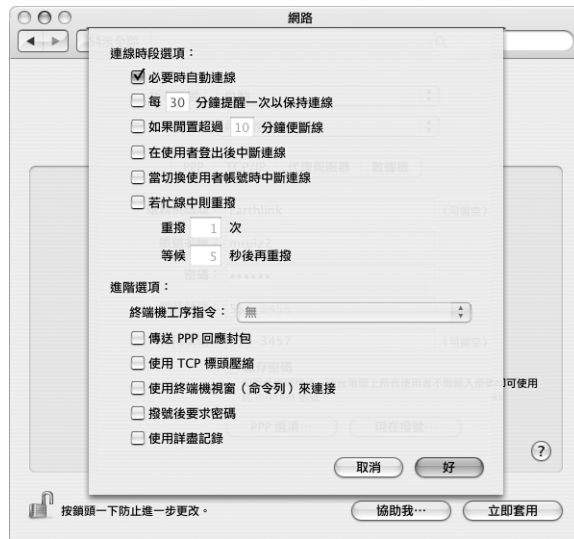 網路
連線時段選項：
必要時自動連線
每 30 分鐘提醒一次以保持連線
如果閒置超過 10 分鐘便斷線
在使用者登出後中斷連線
當切換使用者帳號時中斷連線
若忙線中則重撥
重撥 1 次
等候 5 秒後再重撥
進階選項：
終端機工序指令： 無
傳送 PPP 回應封包
使用 TCP 標頭壓縮
使用終端機視窗（命令列）來連接
撥號後要求密碼
使用詳盡記錄
取消 好
?
按鎖頭一下防止進一步更改。 協助我… 立即套用